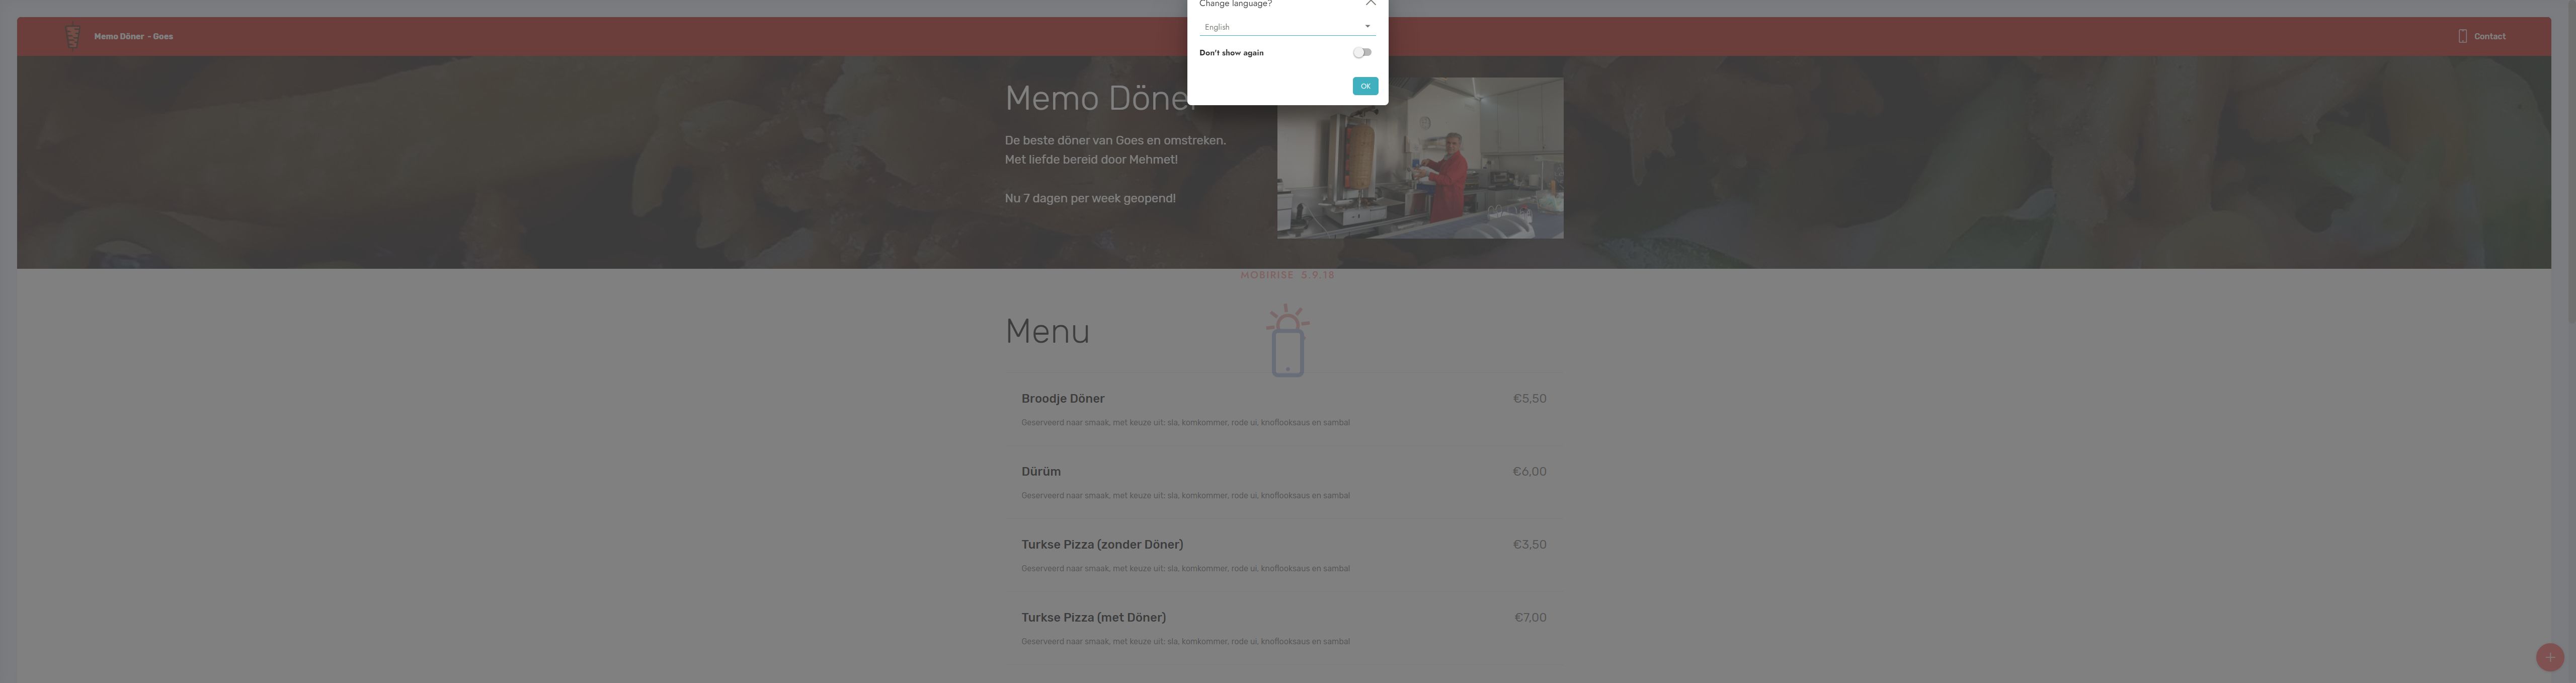 Change language?
English
Don't show again
OK
Memo Döner - Goes
Contact
Memo Döner
De beste döner van Goes en omstreken.
Met liefde bereid door Mehmet!
Nu 7 dagen per week geopend!
MOBIRISE 5.9.18
Menu
Broodje Döner €5,50
Geserveerd naar smaak, met keuze uit: sla, komkommer, rode ui, knoflooksaus en sambal
Dürüm €6,00
Geserveerd naar smaak, met keuze uit: sla, komkommer, rode ui, knoflooksaus en sambal
Turkse Pizza (zonder Döner) €3,50
Geserveerd naar smaak, met keuze uit: sla, komkommer, rode ui, knoflooksaus en sambal
Turkse Pizza (met Döner) €7,00
Geserveerd naar smaak, met keuze uit: sla, komkommer, rode ui, knoflooksaus en sambal